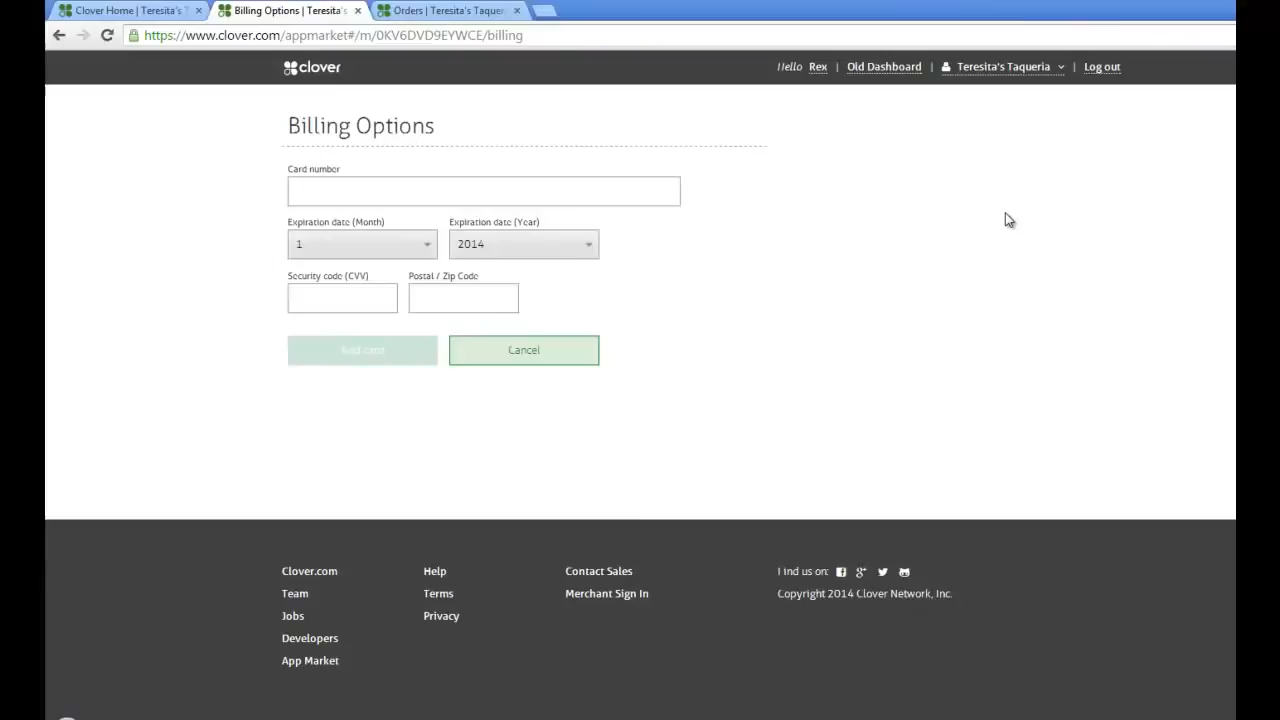 Clover Home | Teresita's T
Billing Options | Teresita's
Orders | Teresita's Taquer
https://www.clover.com/appmarket#/m/0KV6DVD9EYWCE/billing
clover
Hello Rex | Old Dashboard | Teresita's Taqueria | Log out
Billing Options
Card number
Expiration date (Month) Expiration date (Year)
1 2014
Security code (CVV) Postal / Zip Code
Add card Cancel
Clover.com Help Contact Sales Find us on:
Team Terms Merchant Sign In Copyright 2014 Clover Network, Inc.
Jobs Privacy
Developers
App Market